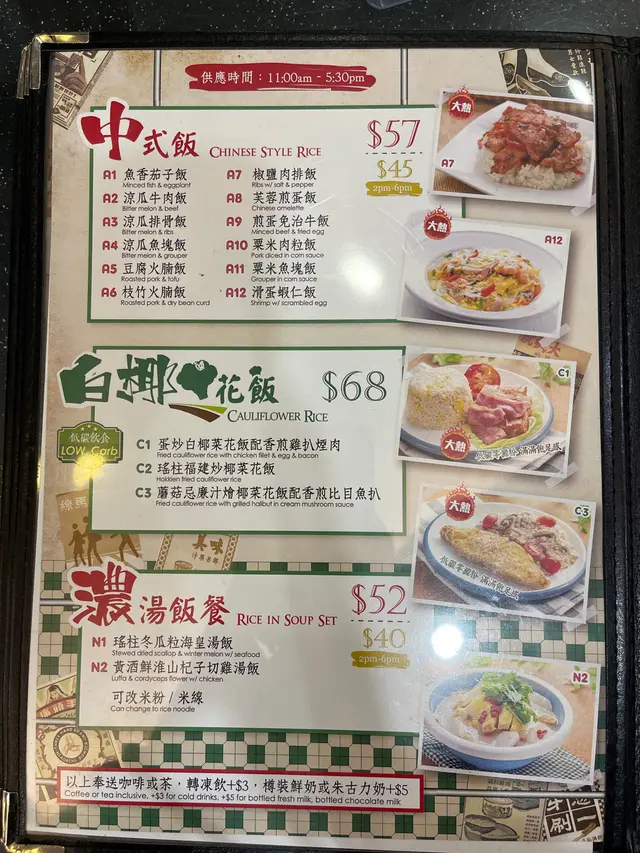 供應時間：11:00am - 5:30pm
中式飯 CHINESE STYLE RICE $57
$45
2pm-6pm
A1 魚香茄子飯
Minced fish & eggplant
A2 涼瓜牛肉飯
Bitter melon & beef
A3 涼瓜排骨飯
Bitter melon & ribs
A4 涼瓜魚塊飯
Bitter melon & grouper
A5 豆腐火腩飯
Roasted pork & tofu
A6 枝竹火腩飯
Roasted pork & dry bean curd
A7 椒鹽肉排飯
Ribs w/ salt & pepper
A8 芙蓉煎蛋飯
Chinese omelette
A9 煎蛋免治牛飯
Minced beef & fried egg
A10 粟米肉粒飯
Pork diced in corn sauce
A11 粟米魚塊飯
Grouper in corn sauce
A12 滑蛋蝦仁飯
Shrimp w/ scrambled egg
大熱
A7
大熱
A12
白椰菜花飯 $68
CAULIFLOWER RICE
低碳飲食
LOW Carb
C1 蛋炒白椰菜花飯配香煎雞扒煙肉
Fried cauliflower rice with chicken fillet & egg & bacon
C2 瑤柱福建炒椰菜花飯
Hokkien fried cauliflower rice
C3 蘑菇忌廉汁燴椰菜花飯配香煎比目魚扒
Fried cauliflower rice with grilled halibut in cream mushroom sauce
C1
大熱
大熱
C3
低碳零穀粉 滿滿飽足感
真味
濃湯飯餐 RICE IN SOUP SET $52
$40
2pm-6pm
N1 瑤柱冬瓜粒海皇湯飯
Stewed dried scallop & winter melon w/ seafood
N2 黃酒鮮淮山杞子切雞湯飯
Luffa & cordyceps flower w/ chicken
可改米粉 / 米線
Can change to rice noodle
N2
以上奉送咖啡或茶，轉凍飲+$3，樽裝鮮奶或朱古力奶+$5
Coffee or tea inclusive, +$3 for cold drinks, +$5 for bottled fresh milk, bottled chocolate milk